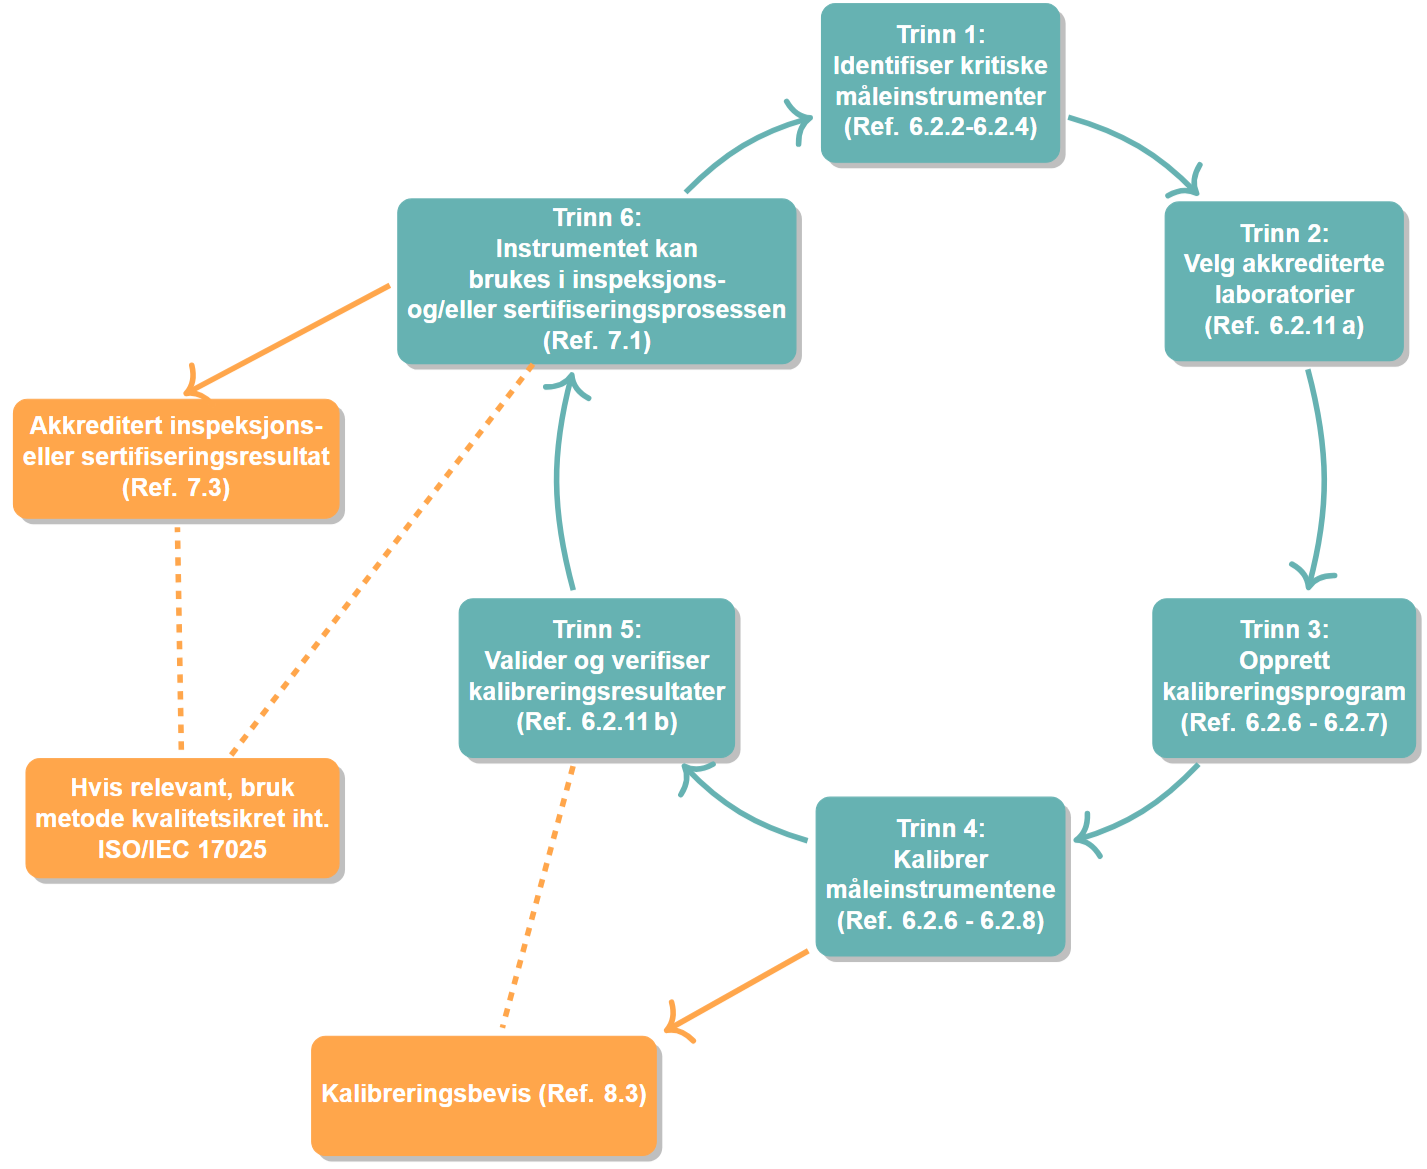 Trinn 1:
Identifiser kritiske
måleinstrumenter
(Ref. 6.2.2-6.2.4)
Trinn 2:
Velg akkrediterte
laboratorier
(Ref. 6.2.11 a)
Trinn 3:
Opprett
kalibreringsprogram
(Ref. 6.2.6 - 6.2.7)
Trinn 4:
Kalibrer
måleinstrumentene
(Ref. 6.2.6 - 6.2.8)
Trinn 5:
Valider og verifiser
kalibreringsresultater
(Ref. 6.2.11 b)
Trinn 6:
Instrumentet kan
brukes i inspeksjons-
og/eller sertifiseringsprosessen
(Ref. 7.1)
Akkreditert inspeksjons-
eller sertifiseringsresultat
(Ref. 7.3)
Hvis relevant, bruk
metode kvalitetsikret iht.
ISO/IEC 17025
Kalibreringsbevis (Ref. 8.3)